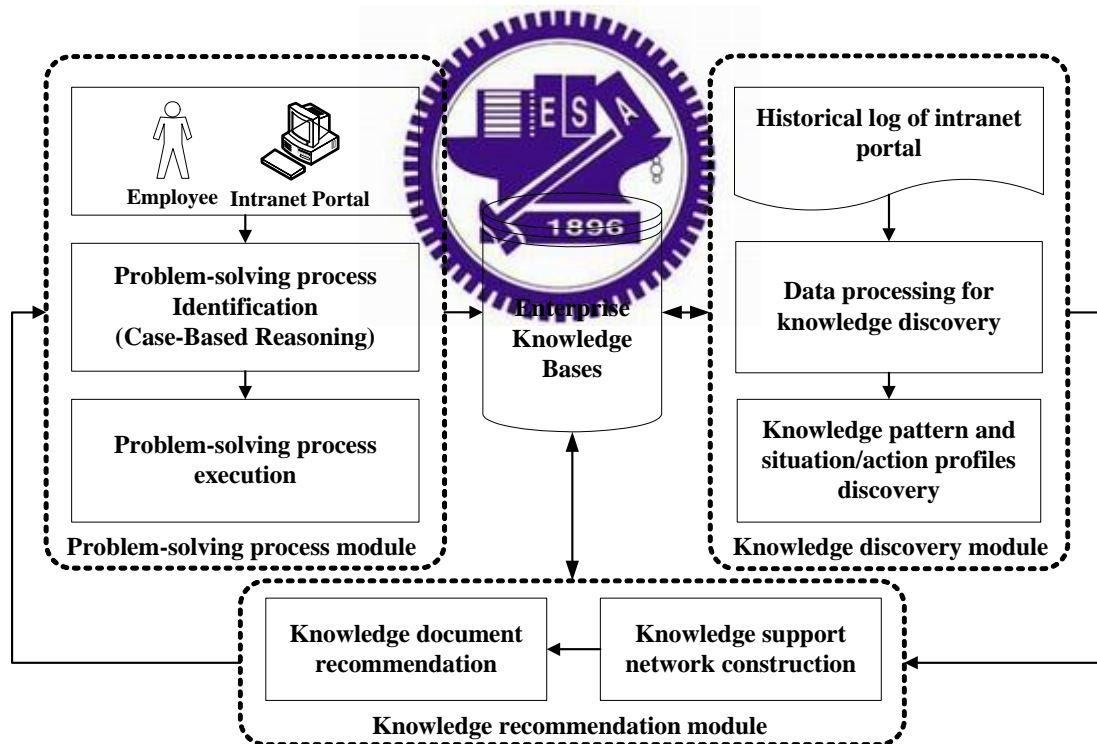 Employee
Intranet Portal
Problem-solving process
Identification
(Case-Based Reasoning)
Problem-solving process
execution
Problem-solving process module
E S A
1896
Enterprise
Knowledge
Bases
Historical log of intranet
portal
Data processing for
knowledge discovery
Knowledge pattern and
situation/action profiles
discovery
Knowledge discovery module
Knowledge document
recommendation
Knowledge support
network construction
Knowledge recommendation module